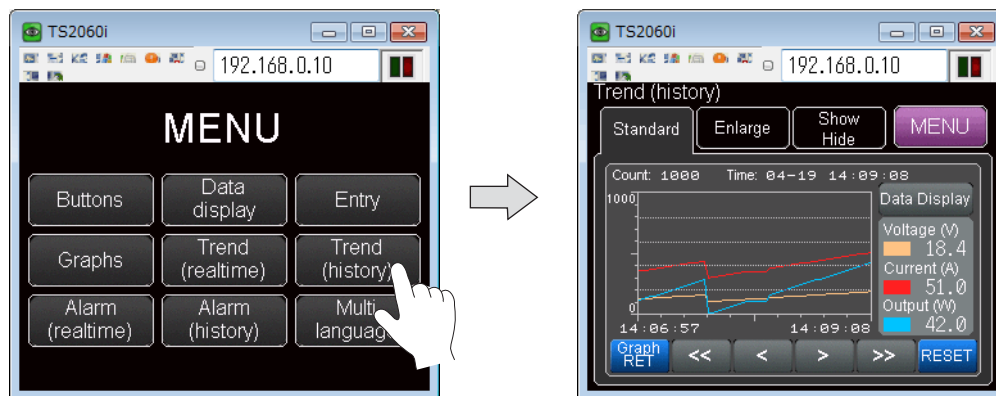 TS2060i
192.168.0.10
MENU
Buttons
Data
display
Entry
Graphs
Trend
(realtime)
Trend
(history)
Alarm
(realtime)
Alarm
(history)
Multi
languag
TS2060i
192.168.0.10
Trend (history)
Standard
Enlarge
Show
Hide
MENU
Count: 1000 Time: 04-19 14:09:08
1000
0
14:06:57 14:09:08
Data Display
Voltage (V)
18.4
Current (A)
51.0
Output (W)
42.0
Graph
RET
<<
<
>
>>
RESET